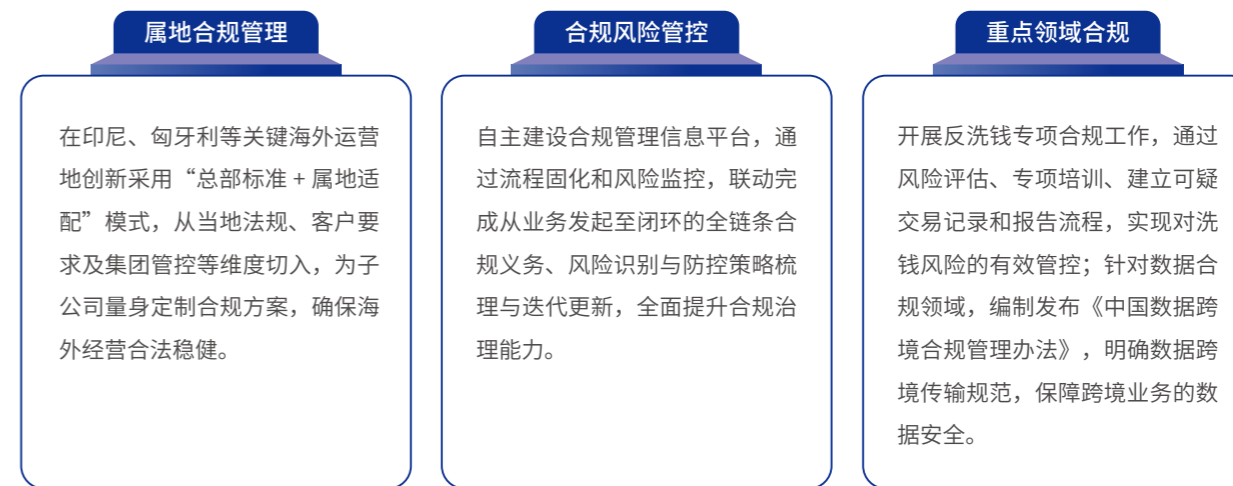 属地合规管理
在印尼、匈牙利等关键海外运营
地创新采用“总部标准 + 属地适
配”模式，从当地法规、客户要
求及集团管控等维度切入，为子
公司量身定制合规方案，确保海
外经营合法稳健。
合规风险管控
自主建设合规管理信息平台，通
过流程固化和风险监控，联动完
成从业务发起至闭环的全链条合
规义务、风险识别与防控策略梳
理与迭代更新，全面提升合规治
理能力。
重点领域合规
开展反洗钱专项合规工作，通过
风险评估、专项培训、建立可疑
交易记录和报告流程，实现对洗
钱风险的有效管控；针对数据合
规领域，编制发布《中国数据跨
境合规管理办法》，明确数据跨
境传输规范，保障跨境业务的数
据安全。